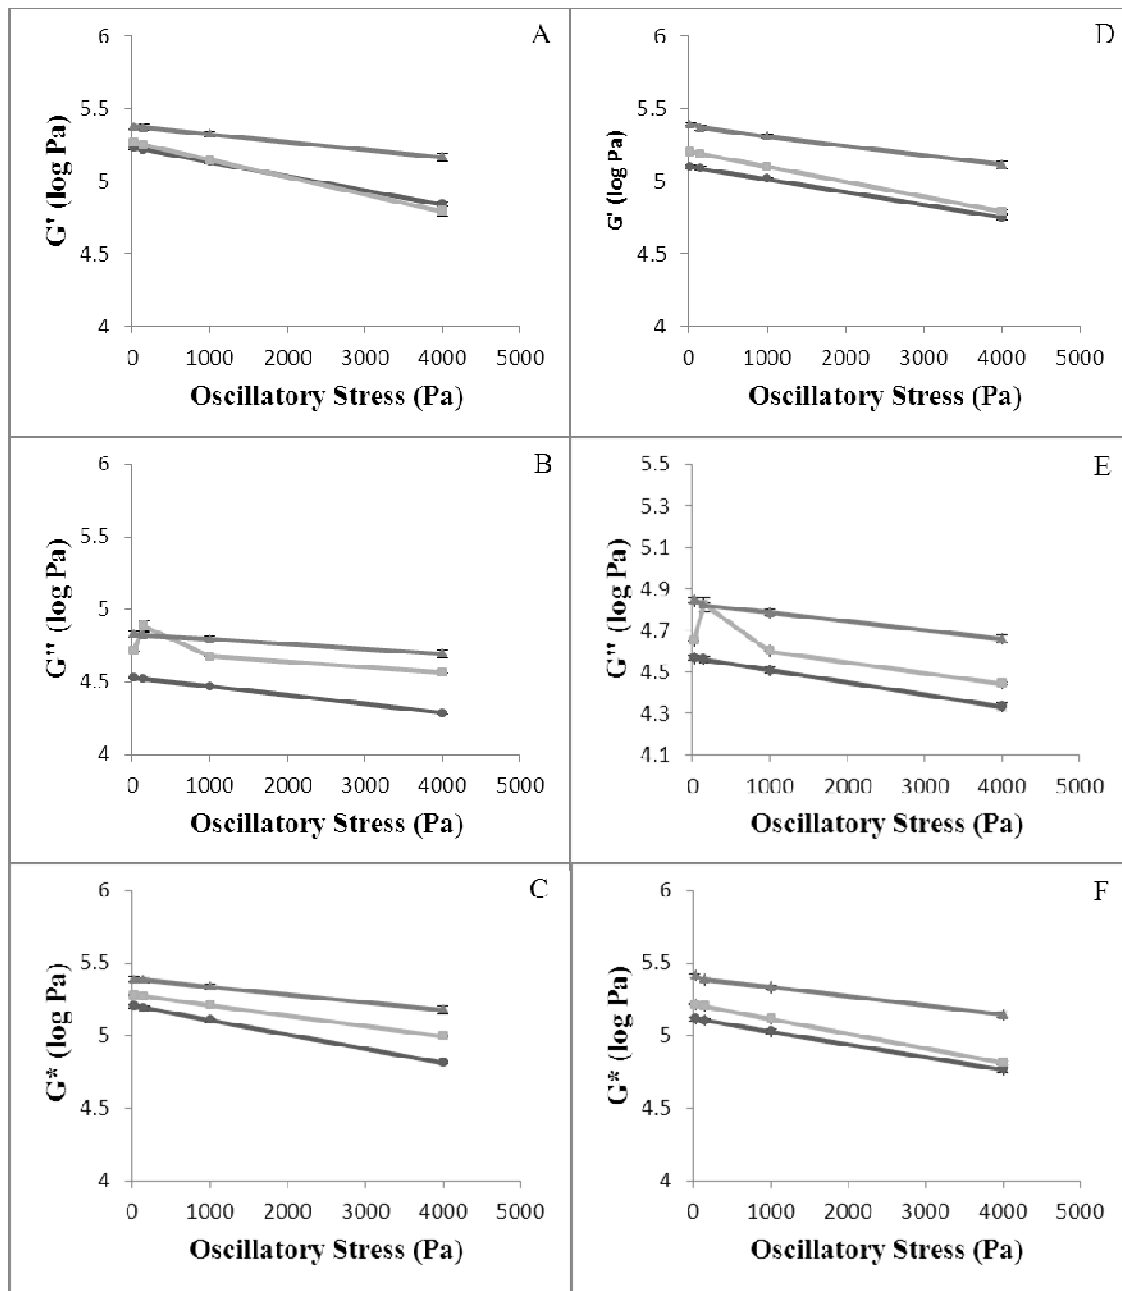 A
6
5.5
5
4.5
4
G' (log Pa)
0 1000 2000 3000 4000 5000
Oscillatory Stress (Pa)
D
6
5.5
5
4.5
4
G' (log Pa)
0 1000 2000 3000 4000 5000
Oscillatory Stress (Pa)
B
6
5.5
5
4.5
4
G'' (log Pa)
0 1000 2000 3000 4000 5000
Oscillatory Stress (Pa)
E
5.5
5.3
5.1
4.9
4.7
4.5
4.3
4.1
G'' (log Pa)
0 1000 2000 3000 4000 5000
Oscillatory Stress (Pa)
C
6
5.5
5
4.5
4
G* (log Pa)
0 1000 2000 3000 4000 5000
Oscillatory Stress (Pa)
F
6
5.5
5
4.5
4
G* (log Pa)
0 1000 2000 3000 4000 5000
Oscillatory Stress (Pa)